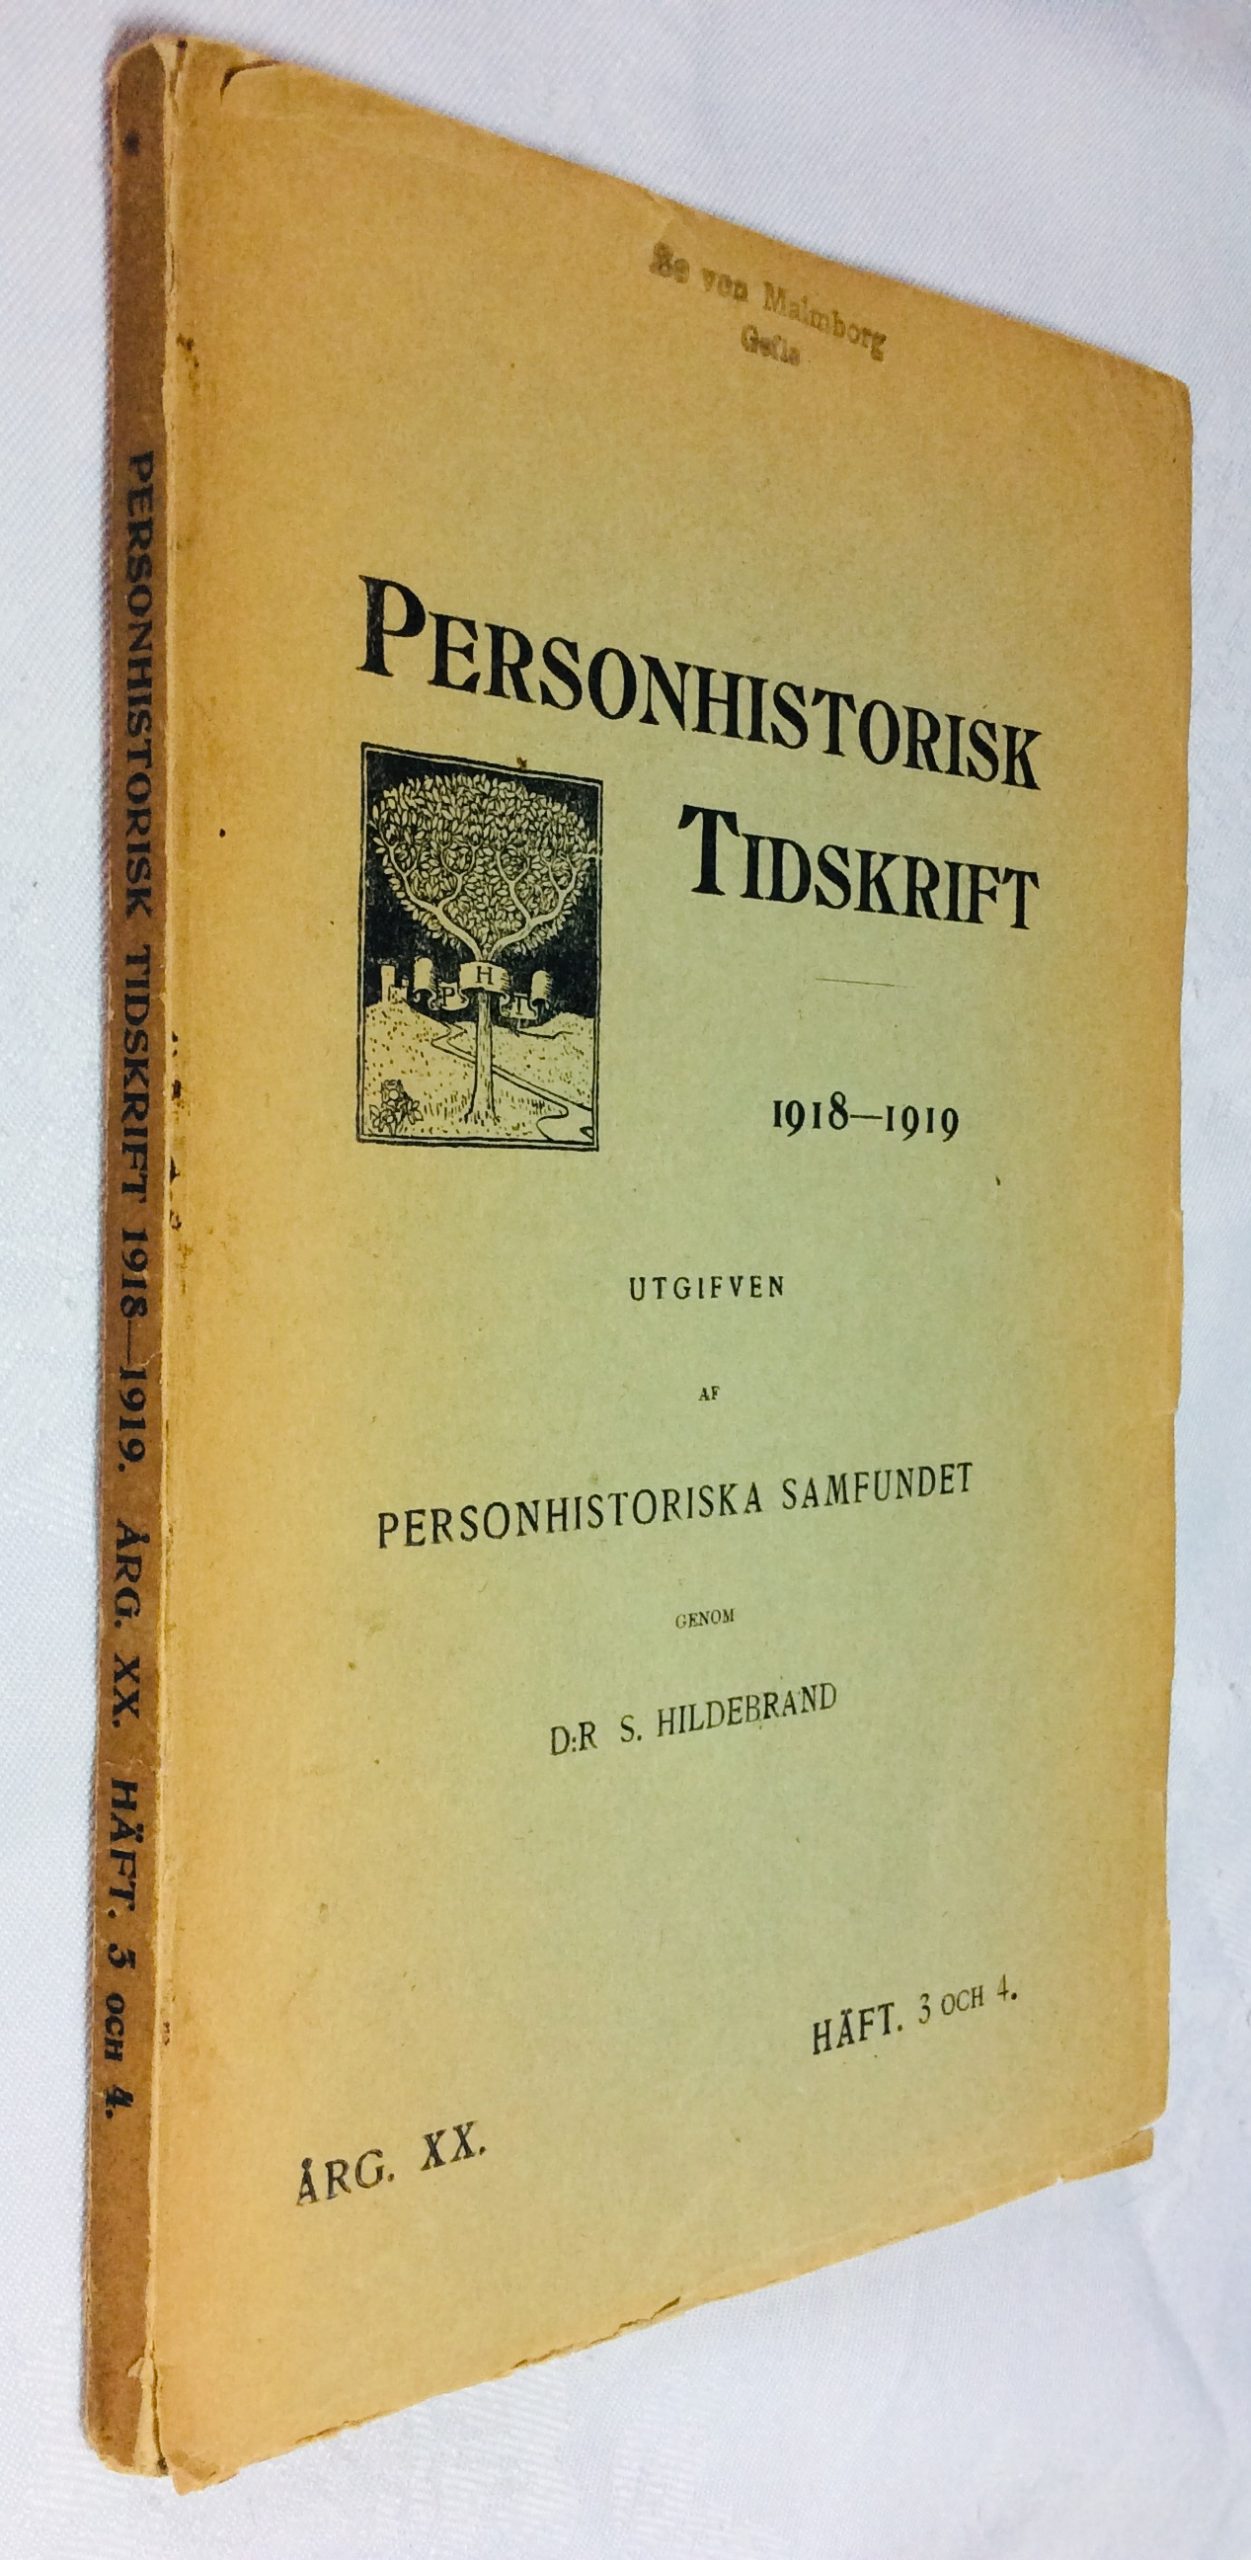 von Malmborg
Gefle
PERSONHISTORISK
TIDSKRIFT
H
P T
1918—1919
UTGIFVEN
AF
PERSONHISTORISKA SAMFUNDET
GENOM
D:R S. HILDEBRAND
HÄFT. 3 OCH 4.
ÅRG. XX.
PERSONHISTORISK TIDSKRIFT 1918—1919. ÅRG. XX. HÄFT. 3 OCH 4.